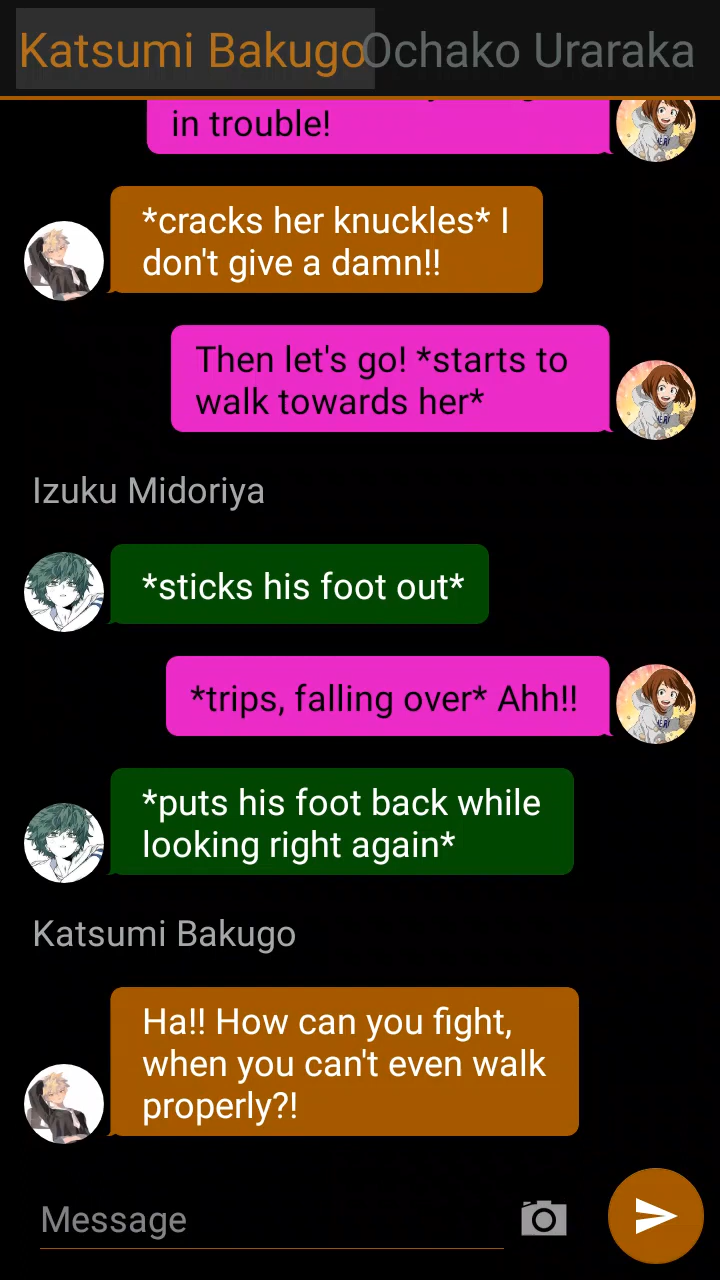 Katsumi Bakugo Ochako Uraraka
in trouble!
*cracks her knuckles* I
don't give a damn!!
Then let's go! *starts to
walk towards her*
Izuku Midoriya
*sticks his foot out*
*trips, falling over* Ahh!!
*puts his foot back while
looking right again*
Katsumi Bakugo
Ha!! How can you fight,
when you can't even walk
properly?!
Message